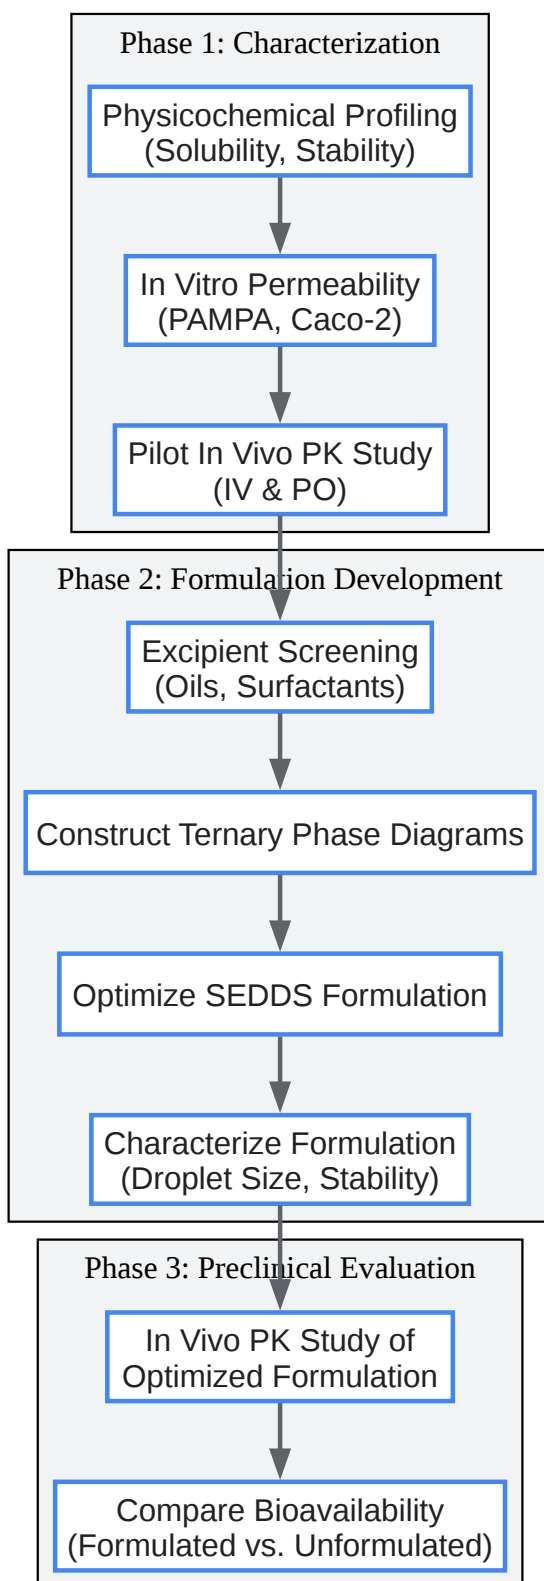 Phase 1: Characterization
Physicochemical Profiling
(Solubility, Stability)
In Vitro Permeability
(PAMPA, Caco-2)
Pilot In Vivo PK Study
(IV & PO)
Phase 2: Formulation Development
Excipient Screening
(Oils, Surfactants)
Construct Ternary Phase Diagrams
Optimize SEDDS Formulation
Characterize Formulation
(Droplet Size, Stability)
Phase 3: Preclinical Evaluation
In Vivo PK Study of
Optimized Formulation
Compare Bioavailability
(Formulated vs. Unformulated)